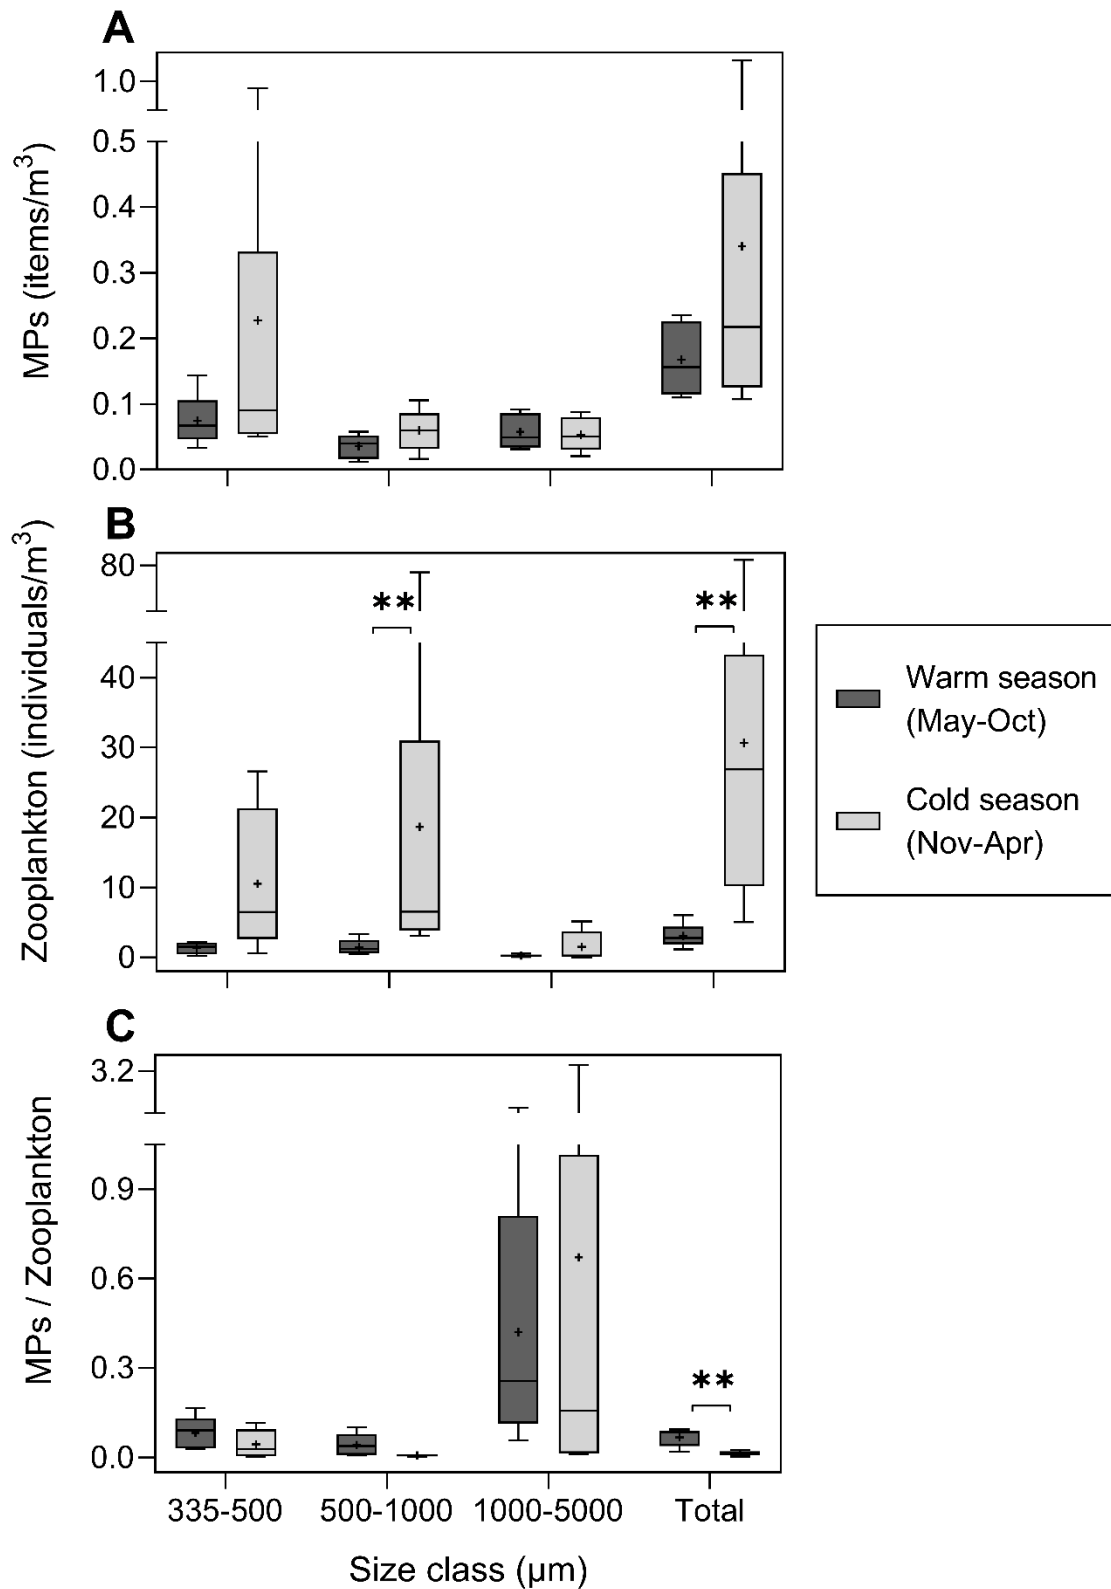 A
MPs (items/m³)
1.0
0.5
0.4
0.3
0.2
0.1
0.0
B
Zooplankton (individuals/m³)
80
40
30
20
10
0
**
**
Warm season
(May-Oct)
Cold season
(Nov-Apr)
C
MPs / Zooplankton
3.2
0.9
0.6
0.3
0.0
**
335-500 500-1000 1000-5000 Total
Size class (μm)